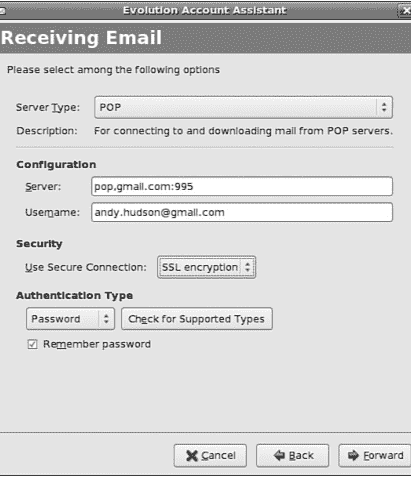 Evolution Account Assistant
Receiving Email
Please select among the following options
Server Type: POP
Description: For connecting to and downloading mail from POP servers.
Configuration
Server: pop.gmail.com:995
Username: andy.hudson@gmail.com
Security
Use Secure Connection: SSL encryption
Authentication Type
Password Check for Supported Types
Remember password
Cancel Back Forward